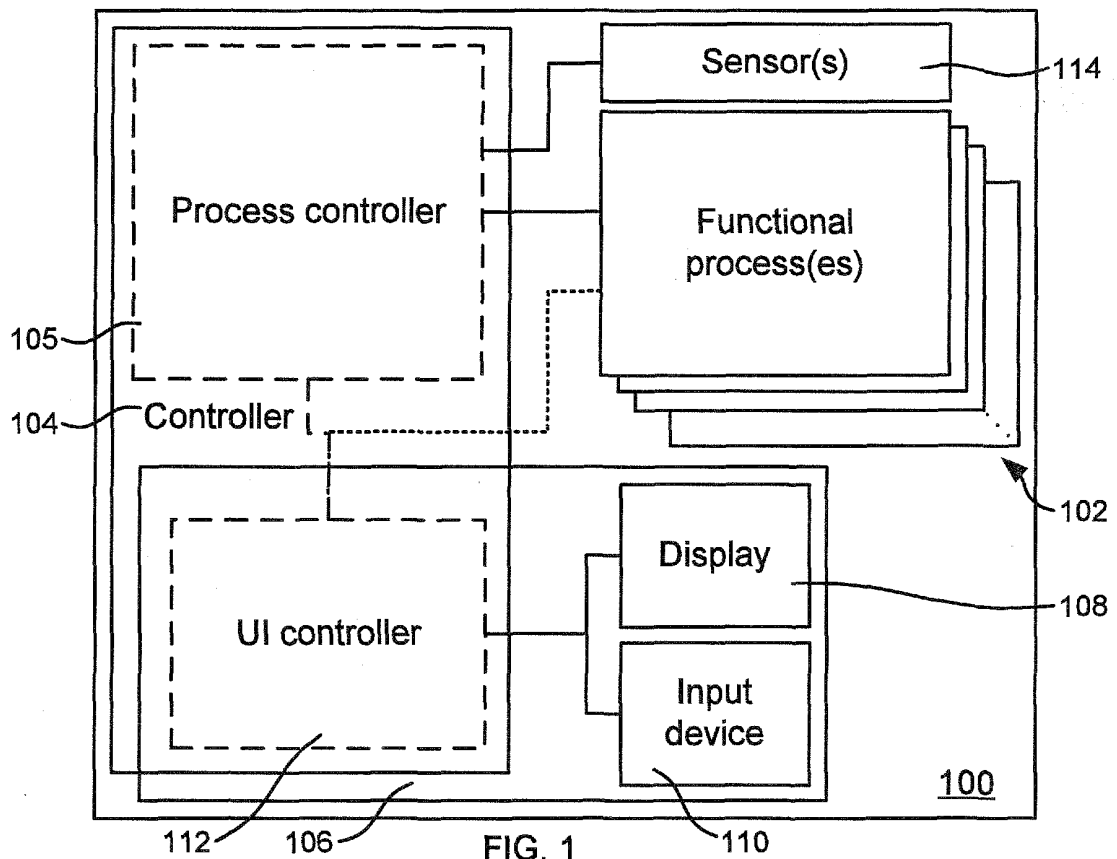 Sensor(s)
114
Process controller
Functional
process(es)
105
104
Controller
102
Display
108
UI controller
Input
device
100
112
106
110
FIG. 1